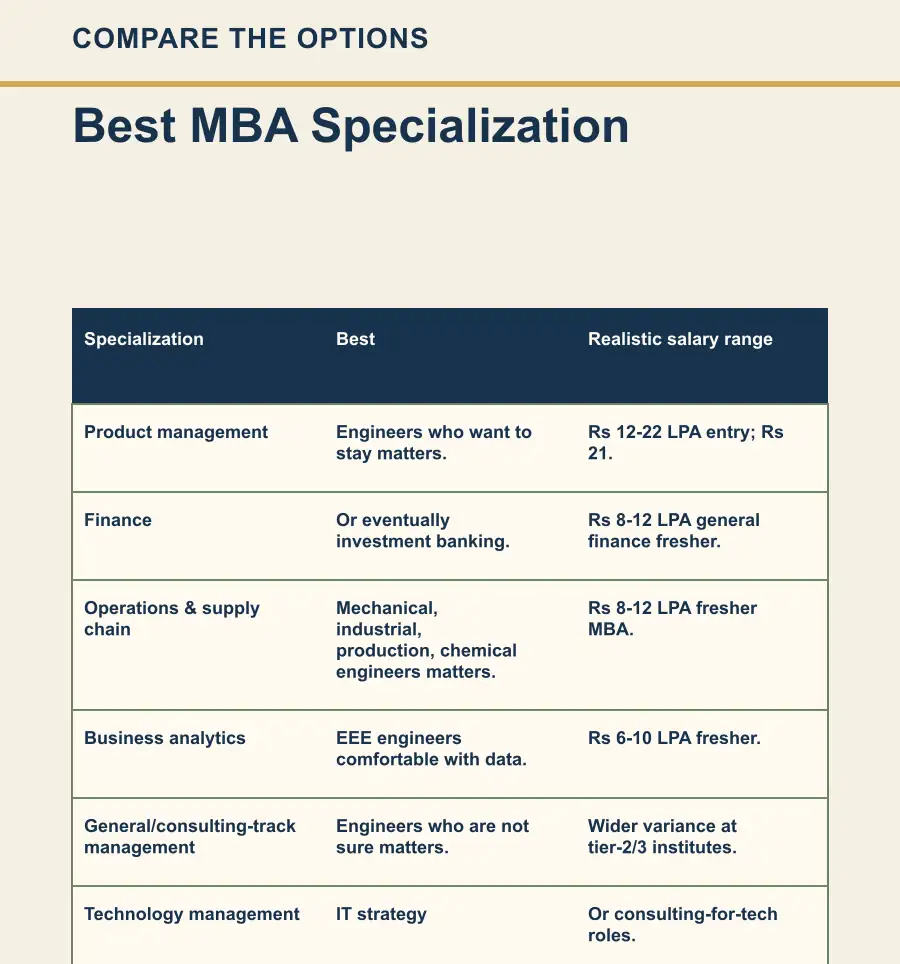 COMPARE THE OPTIONS
Best MBA Specialization
Specialization
Best
Realistic salary range
Product management
Engineers who want to
stay matters.
Rs 12-22 LPA entry; Rs
21.
Finance
Or eventually
investment banking.
Rs 8-12 LPA general
finance fresher.
Operations & supply
chain
Mechanical,
industrial,
production, chemical
engineers matters.
Rs 8-12 LPA fresher
MBA.
Business analytics
EEE engineers
comfortable with data.
Rs 6-10 LPA fresher.
General/consulting-track
management
Engineers who are not
sure matters.
Wider variance at
tier-2/3 institutes.
Technology management
IT strategy
Or consulting-for-tech
roles.